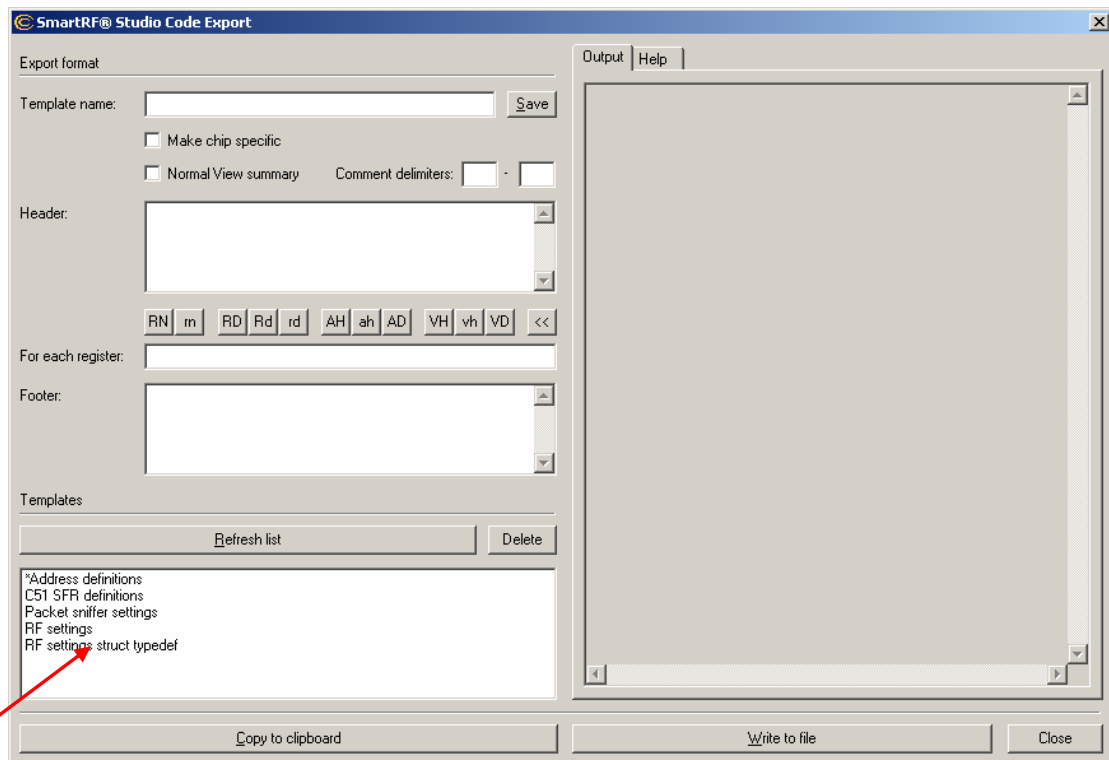 SmartRF® Studio Code Export
Export format
Template name:
Save
Make chip specific
Normal View summary
Comment delimiters:
-
Header:
RN rn RD Rd rd AH ah AD VH vh VD <<
For each register:
Footer:
Templates
Refresh list
Delete
*Address definitions
C51 SFR definitions
Packet sniffer settings
RF settings
RF settings struct typedef
Copy to clipboard
Output
Help
Write to file
Close